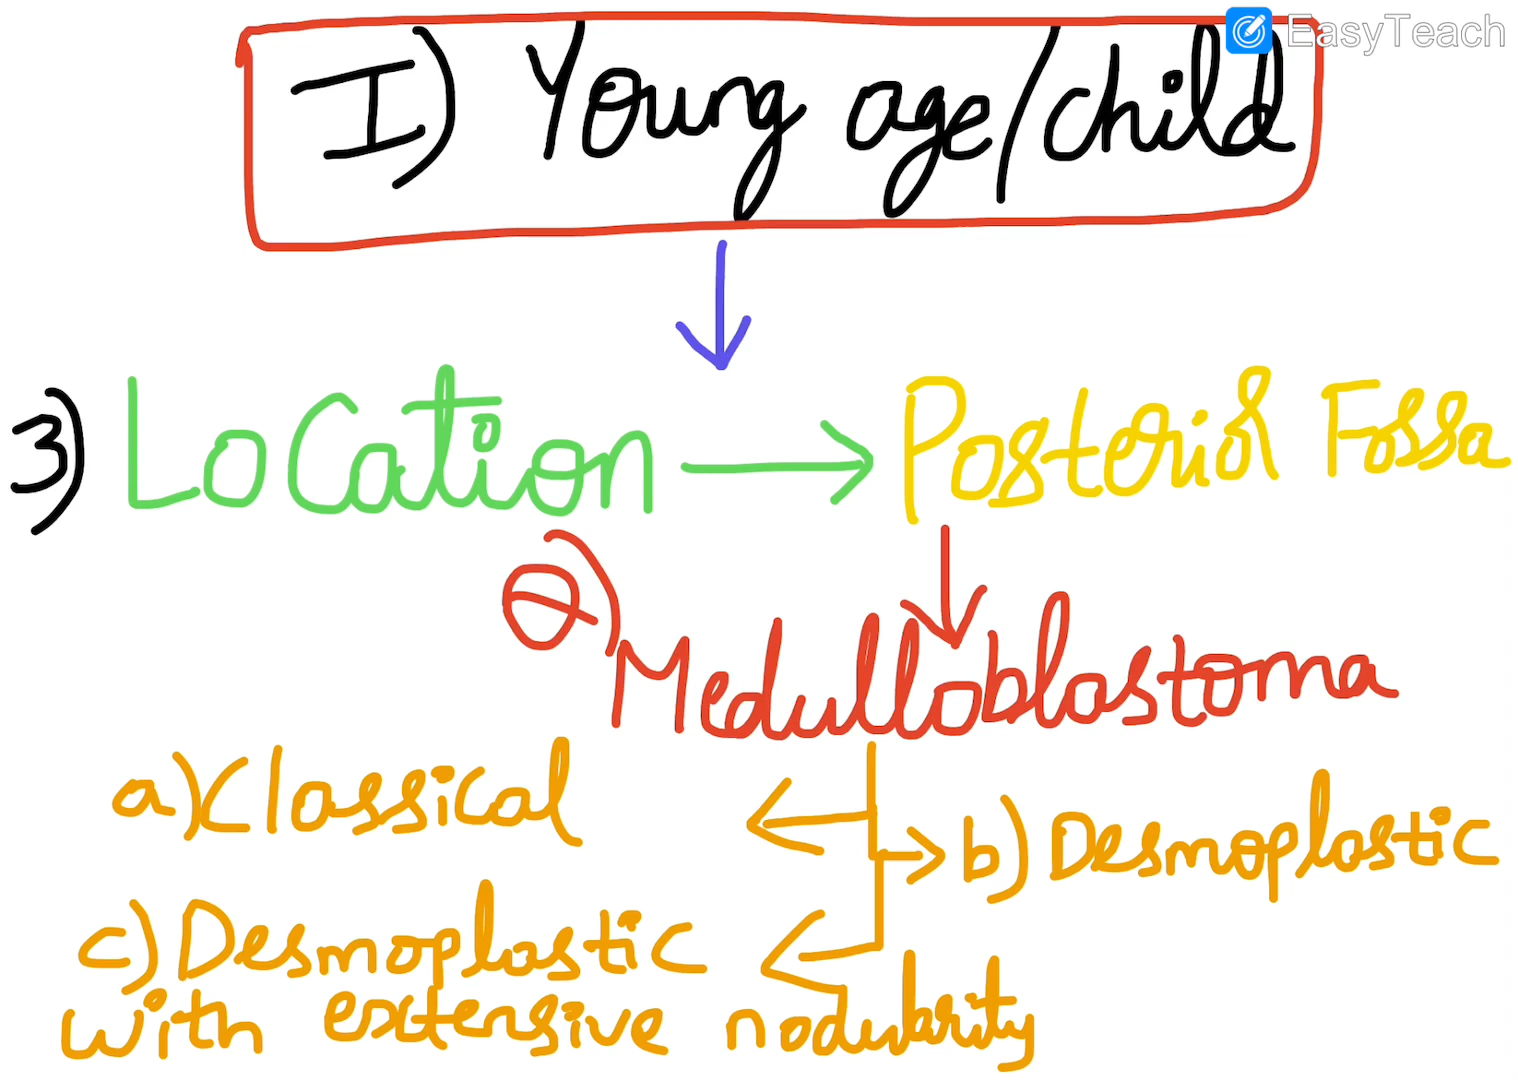 EasyTeach
I) Young age/child
3) Location → Posterior Fossa
2) Medulloblastoma
a) Classical
b) Desmoplastic
c) Desmoplastic
with extensive nodularity